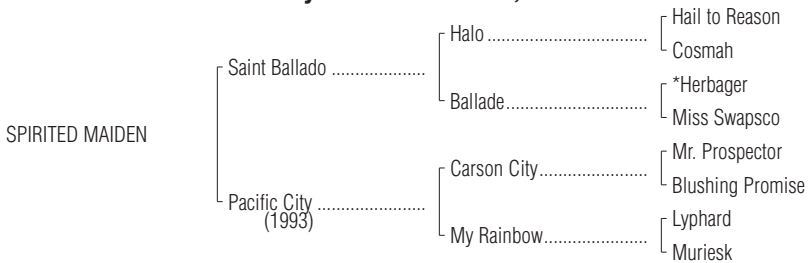 Hail to Reason
Halo ..................................
Cosmah
Saint Ballado ....................
*Herbager
Ballade..............................
Miss Swapsco
SPIRITED MAIDEN
Mr. Prospector
Carson City.......................
Blushing Promise
Pacific City .......................
(1993)
Lyphard
My Rainbow......................
Muriesk